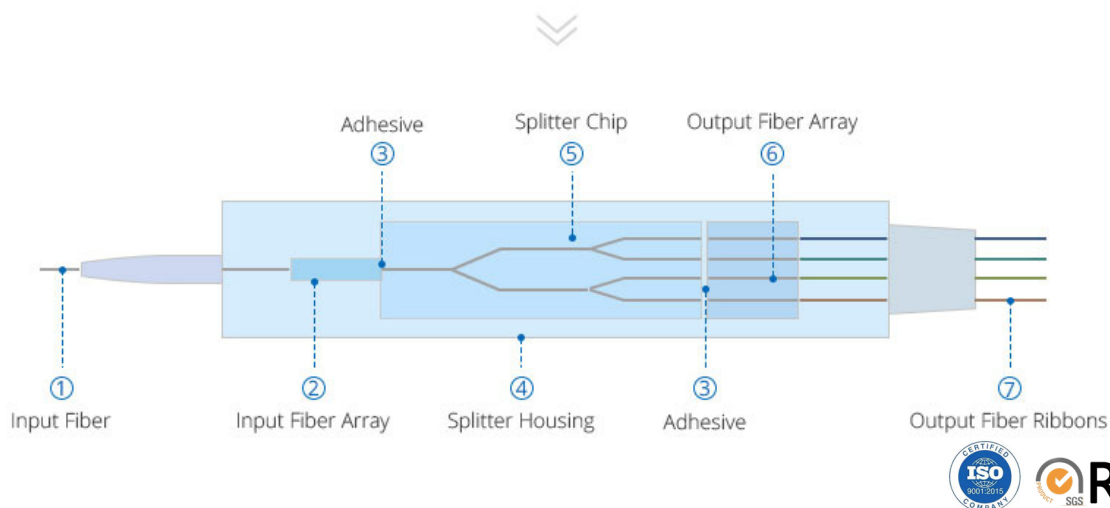 Adhesive
③
Splitter Chip
⑤
Output Fiber Array
⑥
①
Input Fiber
②
Input Fiber Array
④
Splitter Housing
③
Adhesive
⑦
Output Fiber Ribbons
CERTIFIED
ISO
9001:2015
COMPANY
PRODUCT
SGS
R